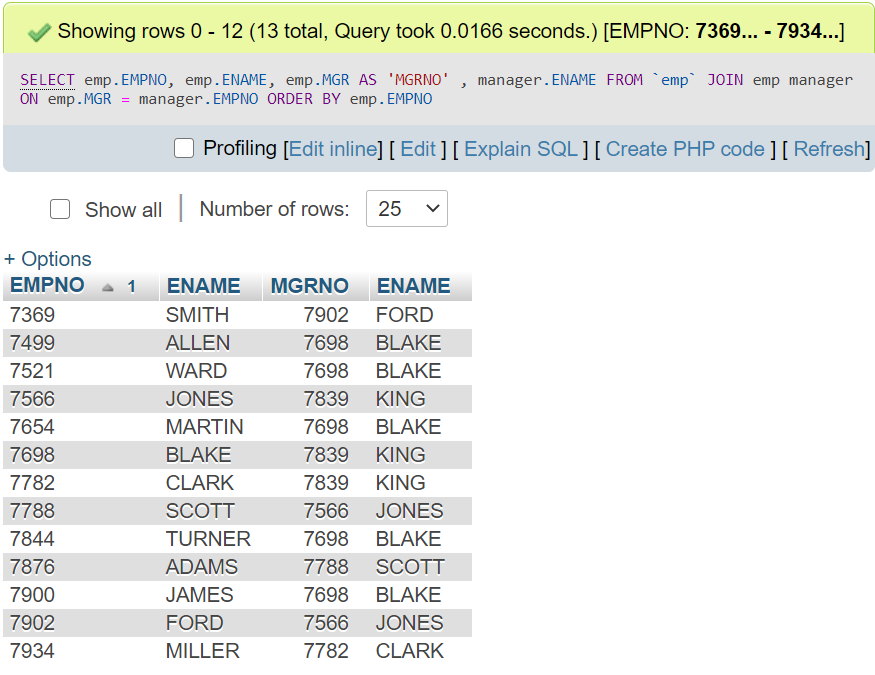 Showing rows 0 - 12 (13 total, Query took 0.0166 seconds.) [EMPNO: 7369... - 7934...]
SELECT emp.EMPNO, emp.ENAME, emp.MGR AS 'MGRNO' , manager.ENAME FROM `emp` JOIN emp manager
ON emp.MGR = manager.EMPNO ORDER BY emp.EMPNO
Profiling [Edit inline] [ Edit ] [ Explain SQL ] [ Create PHP code ] [ Refresh]
Show all | Number of rows: 25
+ Options
EMPNO 1 ENAME MGRNO ENAME
7369 SMITH 7902 FORD
7499 ALLEN 7698 BLAKE
7521 WARD 7698 BLAKE
7566 JONES 7839 KING
7654 MARTIN 7698 BLAKE
7698 BLAKE 7839 KING
7782 CLARK 7839 KING
7788 SCOTT 7566 JONES
7844 TURNER 7698 BLAKE
7876 ADAMS 7788 SCOTT
7900 JAMES 7698 BLAKE
7902 FORD 7566 JONES
7934 MILLER 7782 CLARK